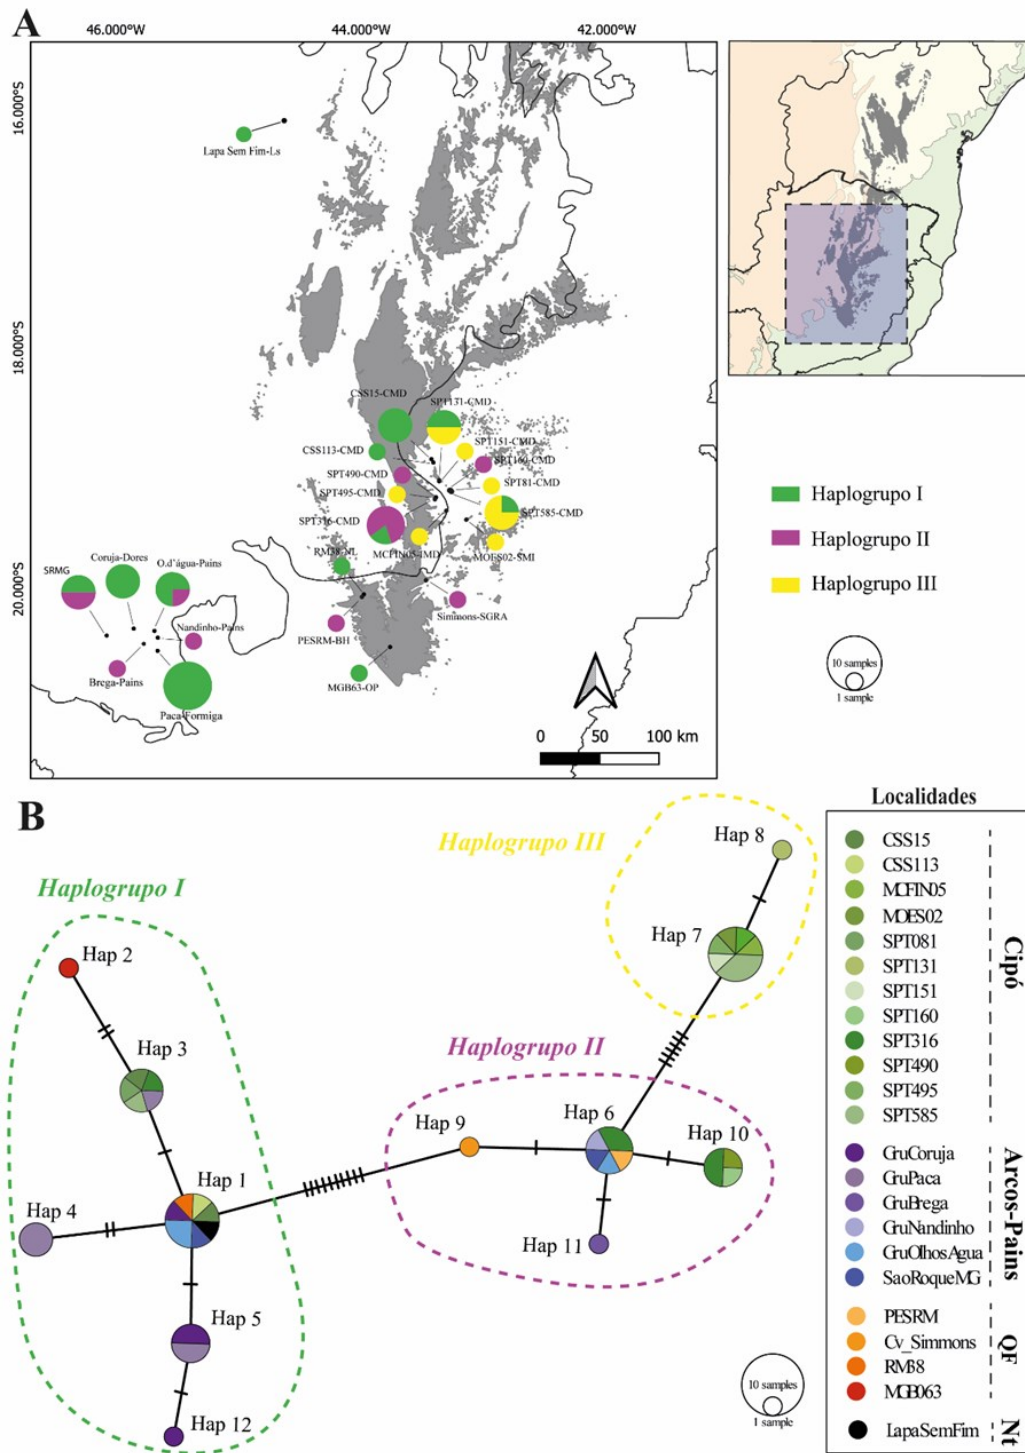 A
46.000°W
44.000°W
42.000°W
16.000°S
18.000°S
20.000°S
Lapa Sem Fim-Ls
CSS15-CMD
SPT131-CMD
CSS113-CMD
SPT151-CMD
SPT160-CMD
SPT490-CMD
SPT81-CMD
SPT495-CMD
SPT585-CMD
SPT316-CMD
MCFIN05-IMD
MOES02-SMI
RM38-NL
Coruja-Dores
O.d'água-Pains
SRMG
Nandinho-Pains
Simmons-SGRA
PESRM-BH
Brega-Pains
MGB63-OP
Paca-Formiga
0 50 100 km
Haplogrupo I
Haplogrupo II
Haplogrupo III
10 samples
1 sample
B
Haplogrupo I
Haplogrupo II
Haplogrupo III
Hap 8
Hap 7
Hap 2
Hap 3
Hap 1
Hap 4
Hap 5
Hap 12
Hap 9
Hap 6
Hap 10
Hap 11
10 samples
1 sample
Localidades
CSS15
CSS113
MCFIN05
MOES02
SPT081
SPT131
SPT151
SPT160
SPT316
SPT490
SPT495
SPT585
Cipó
GruCoruja
GruPaca
GruBrega
GruNandinho
GruOlhosAgua
SaoRoqueMG
Arcos-Pains
PESRM
Cv_Simmons
RM38
MGB063
QF
LapaSemFim
Nt